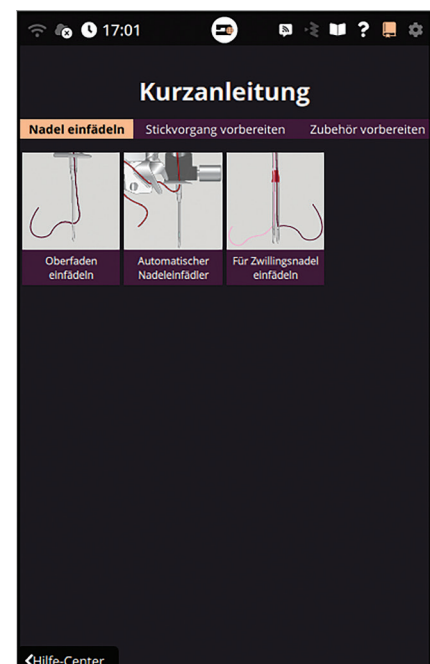 17:01
?
Kurzanleitung
Nadel einfädeln Stickvorgang vorbereiten Zubehör vorbereiten
Oberfaden
einfädeln
Automatischer
Nadeleinfädler
Für Zwillingsnadel
einfädeln
Hilfe-Center